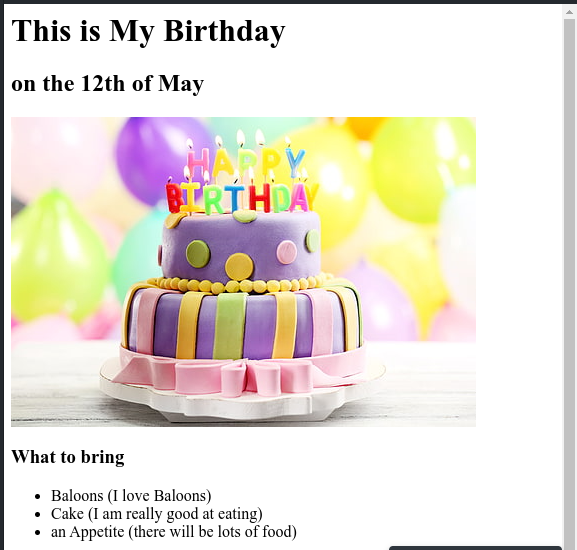 This is My Birthday
on the 12th of May
HAPPY
BIRTHDAY
What to bring
Baloons (I love Baloons)
Cake (I am really good at eating)
an Appetite (there will be lots of food)